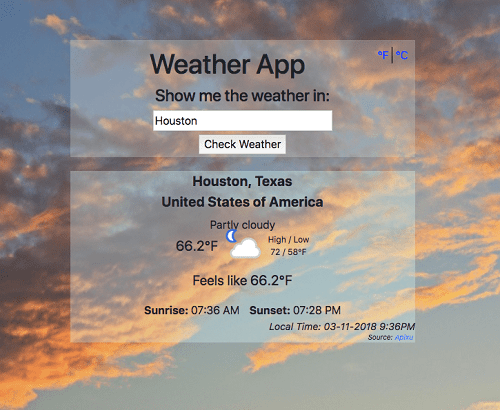 Weather App
°F | °C
Show me the weather in:
Houston
Check Weather
Houston, Texas
United States of America
Partly cloudy
66.2°F
High / Low
72 / 58°F
Feels like 66.2°F
Sunrise: 07:36 AM Sunset: 07:28 PM
Local Time: 03-11-2018 9:36PM
Source: Apixu